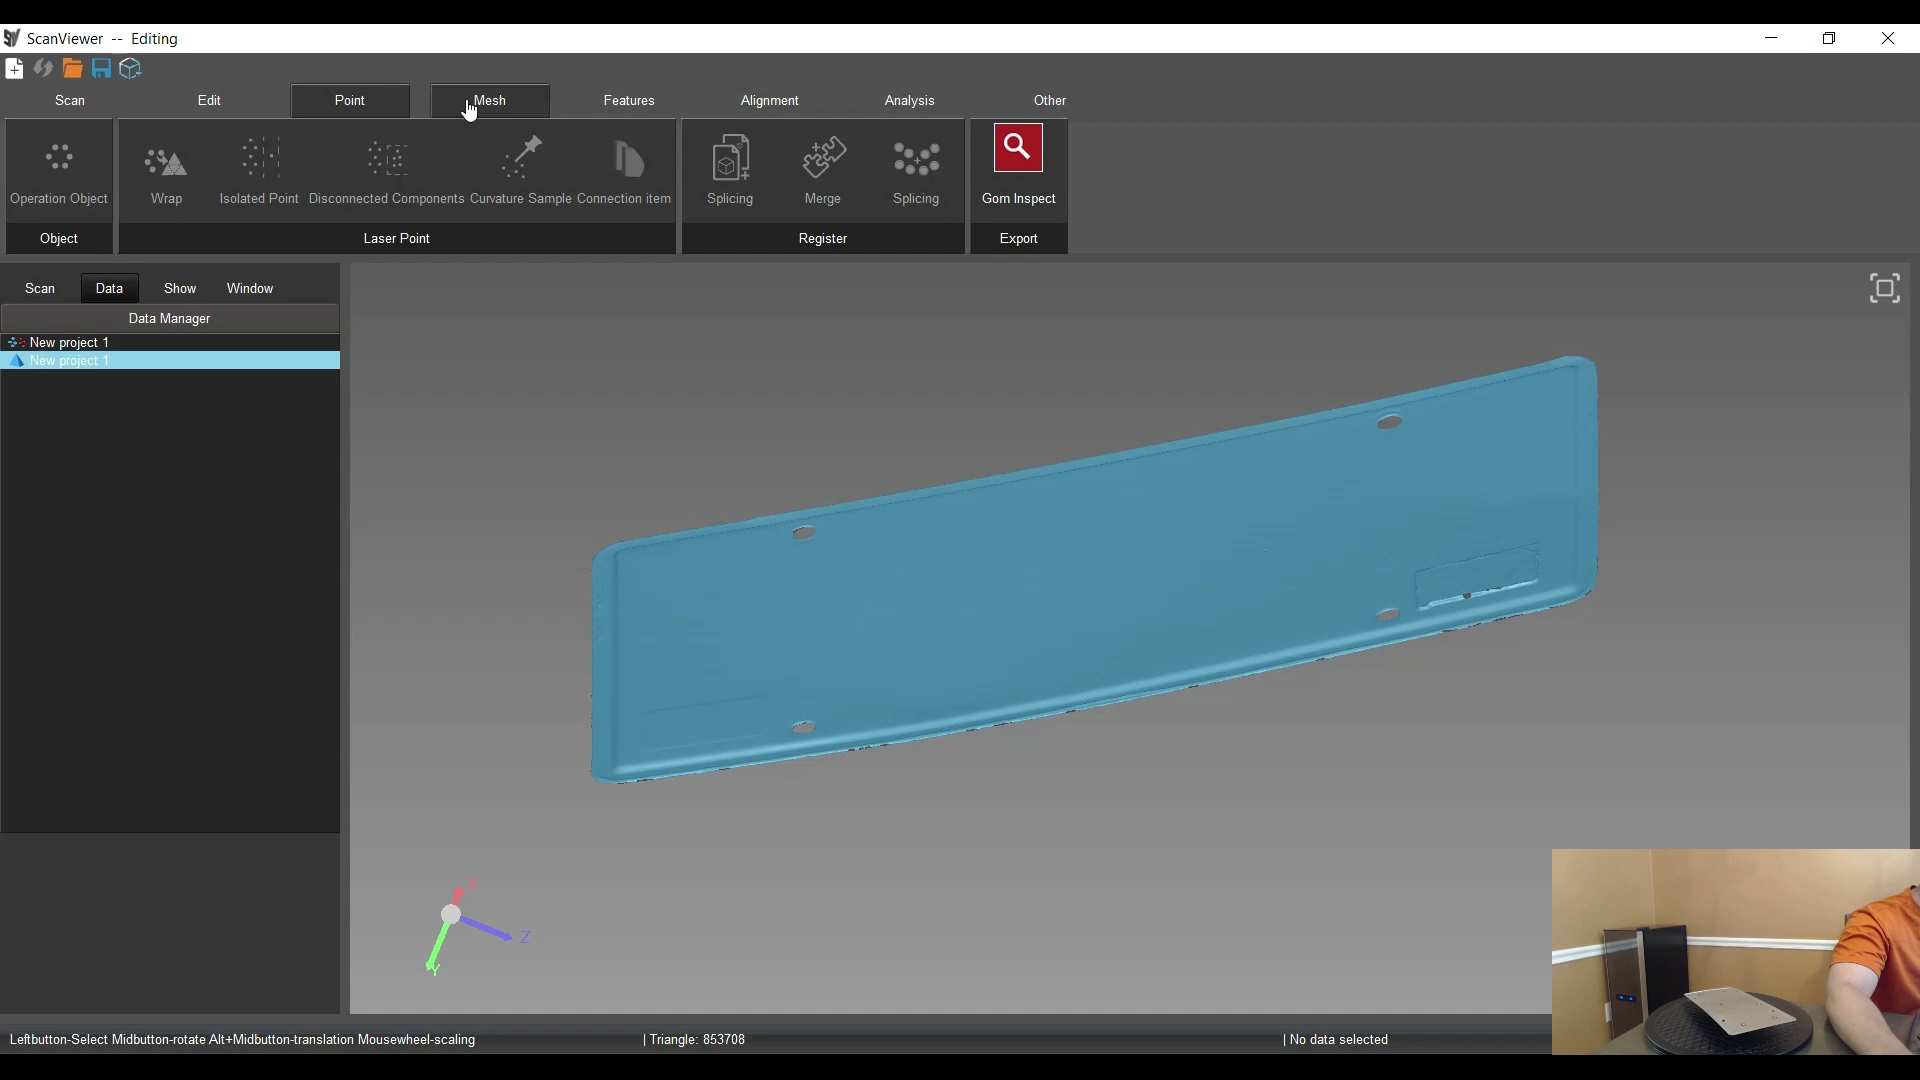 ScanViewer -- Editing
Scan Edit Point Mesh Features Alignment Analysis Other
Operation Object Wrap Isolated Point Disconnected Components Curvature Sample Connection item Splicing Merge Splicing Gom Inspect
Object Laser Point Register Export
Scan Data Show Window
Data Manager
New project 1
New project 1
X
Z
Y
Leftbutton-Select Midbutton-rotate Alt+Midbutton-translation Mousewheel-scaling | Triangle: 853708 | No data selected